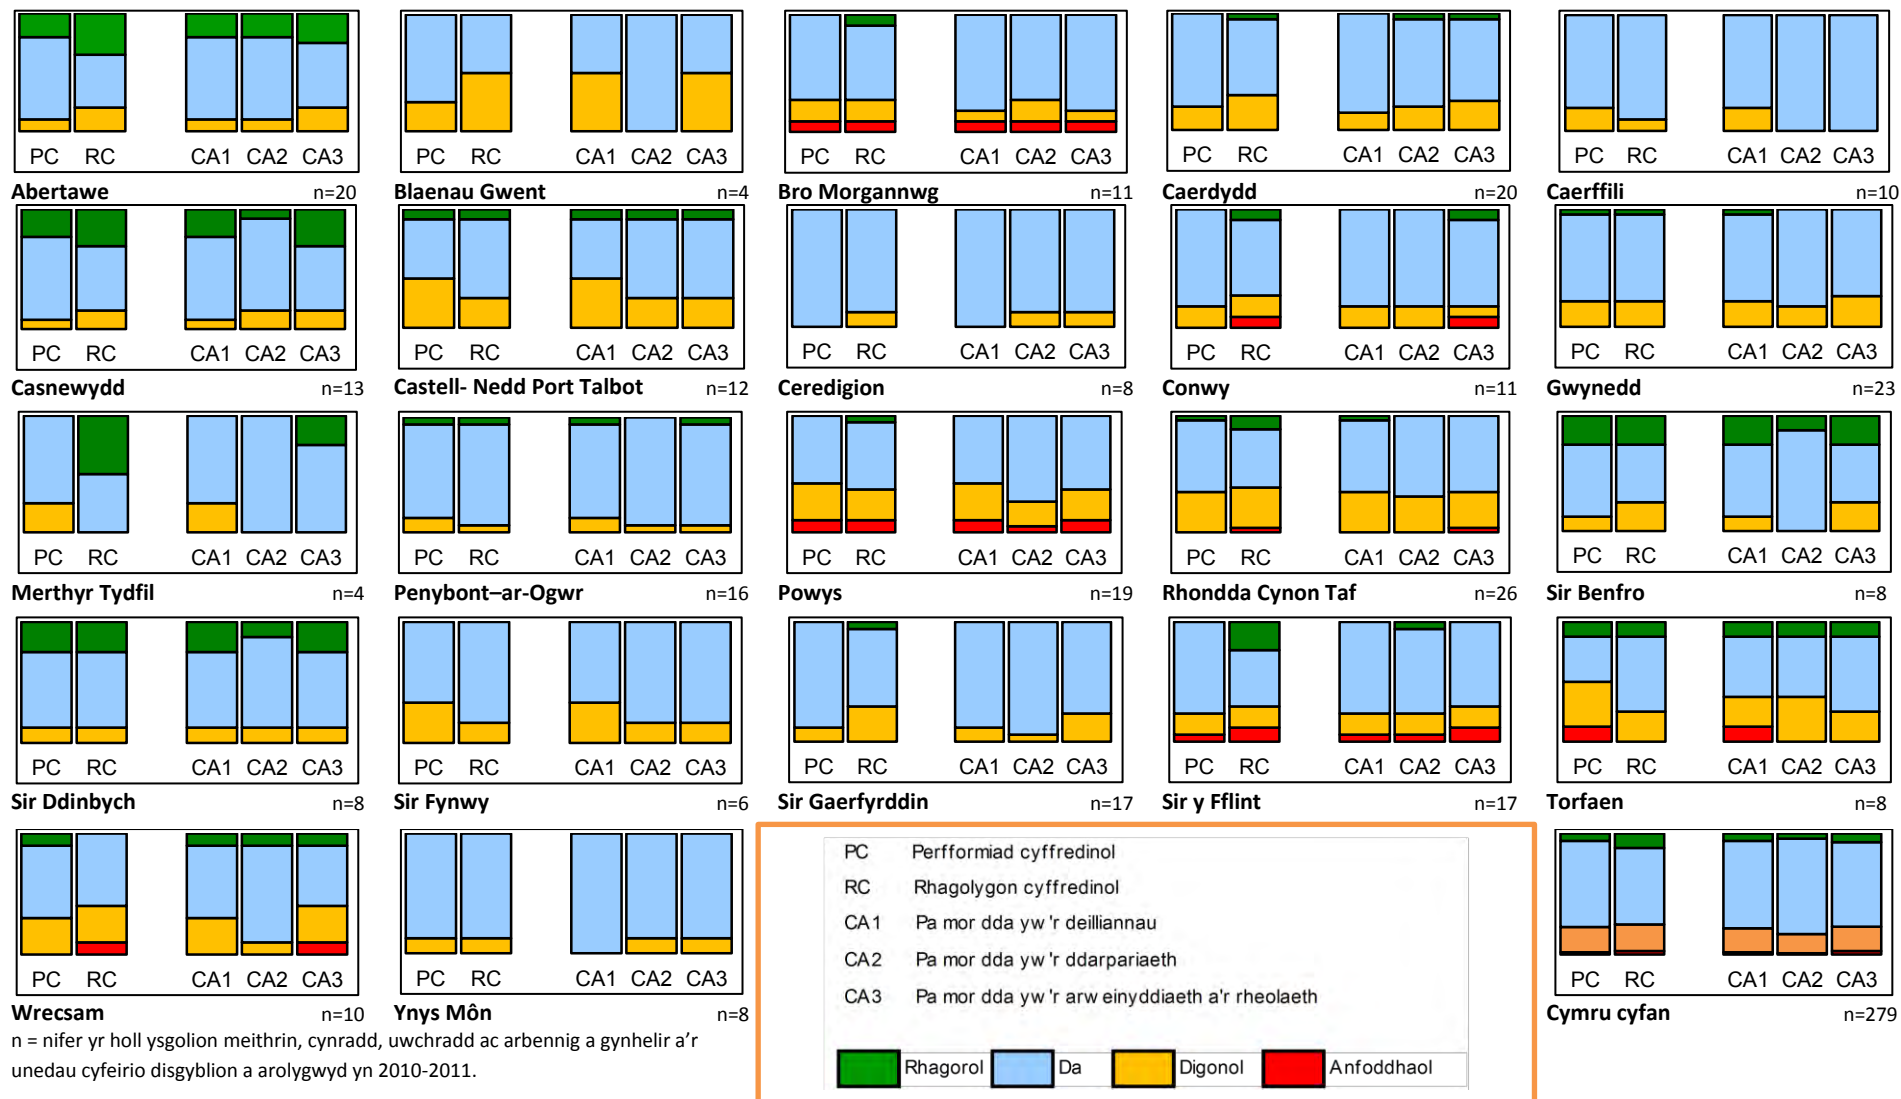 PC RC CA1 CA2 CA3
Abertawe n=20
PC RC CA1 CA2 CA3
Blaenau Gwent n=4
PC RC CA1 CA2 CA3
Bro Morgannwg n=11
PC RC CA1 CA2 CA3
Caerdydd n=20
PC RC CA1 CA2 CA3
Caerffili n=10
PC RC CA1 CA2 CA3
Casnewydd n=13
PC RC CA1 CA2 CA3
Castell- Nedd Port Talbot n=12
PC RC CA1 CA2 CA3
Ceredigion n=8
PC RC CA1 CA2 CA3
Conwy n=11
PC RC CA1 CA2 CA3
Gwynedd n=23
PC RC CA1 CA2 CA3
Merthyr Tydfil n=4
PC RC CA1 CA2 CA3
Penybont–ar-Ogwr n=16
PC RC CA1 CA2 CA3
Powys n=19
PC RC CA1 CA2 CA3
Rhondda Cynon Taf n=26
PC RC CA1 CA2 CA3
Sir Benfro n=8
PC RC CA1 CA2 CA3
Sir Ddinbych n=8
PC RC CA1 CA2 CA3
Sir Fynwy n=6
PC RC CA1 CA2 CA3
Sir Gaerfyrddin n=17
PC RC CA1 CA2 CA3
Sir y Fflint n=17
PC RC CA1 CA2 CA3
Torfaen n=8
PC RC CA1 CA2 CA3
Wrecsam n=10
PC RC CA1 CA2 CA3
Ynys Môn n=8
PC Perfformiad cyffredinol
RC Rhagolygon cyffredinol
CA1 Pa mor dda yw 'r deilliannau
CA2 Pa mor dda yw 'r ddarpariaeth
CA3 Pa mor dda yw 'r arw einyddiaeth a'r rheolaeth
Rhagorol Da Digonol Anfoddhaol
PC RC CA1 CA2 CA3
Cymru cyfan n=279
n = nifer yr holl ysgolion meithrin, cynradd, uwchradd ac arbennig a gynhelir a'r
unedau cyfeirio disgyblion a arolygwyd yn 2010-2011.